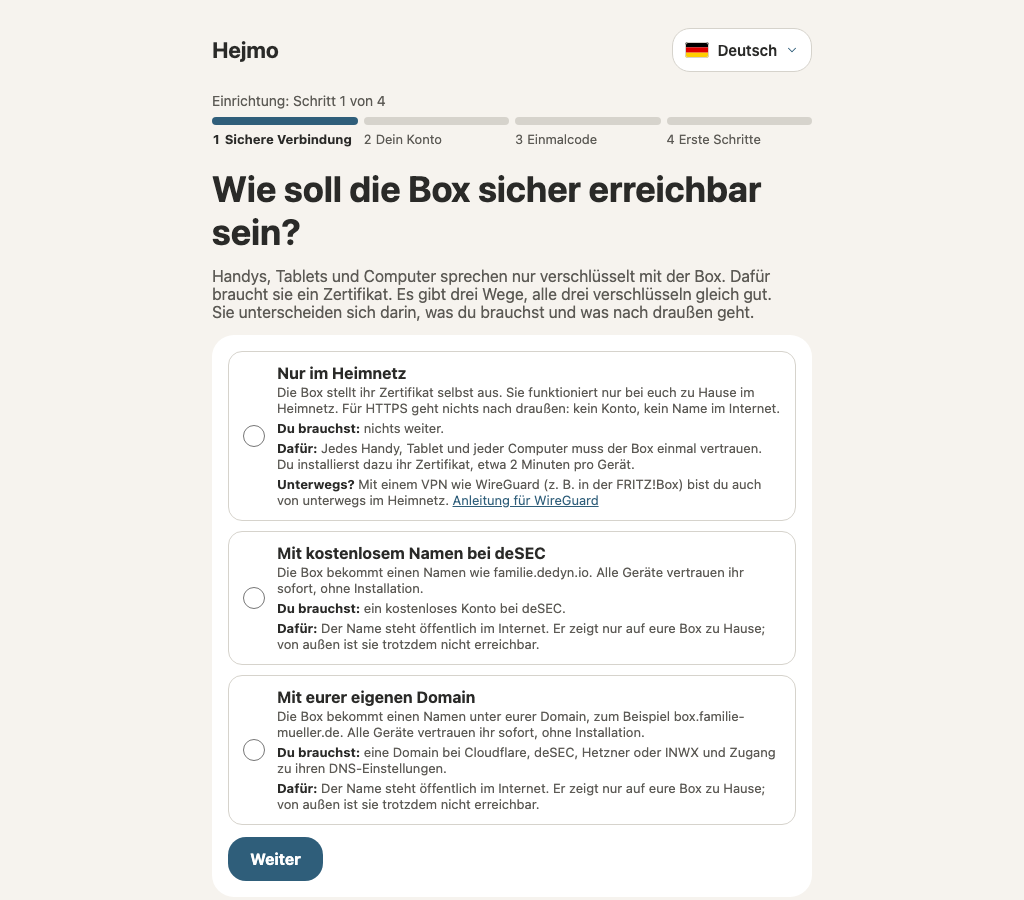 Hejmo
Deutsch
Einrichtung: Schritt 1 von 4
1 Sichere Verbindung
2 Dein Konto
3 Einmalcode
4 Erste Schritte
Wie soll die Box sicher erreichbar
sein?
Handys, Tablets und Computer sprechen nur verschlüsselt mit der Box. Dafür
braucht sie ein Zertifikat. Es gibt drei Wege, alle drei verschlüsseln gleich gut.
Sie unterscheiden sich darin, was du brauchst und was nach draußen geht.
Nur im Heimnetz
Die Box stellt ihr Zertifikat selbst aus. Sie funktioniert nur bei euch zu Hause im
Heimnetz. Für HTTPS geht nichts nach draußen: kein Konto, kein Name im Internet.
Du brauchst: nichts weiter.
Dafür: Jedes Handy, Tablet und jeder Computer muss der Box einmal vertrauen.
Du installierst dazu ihr Zertifikat, etwa 2 Minuten pro Gerät.
Unterwegs? Mit einem VPN wie WireGuard (z. B. in der FRITZ!Box) bist du auch
von unterwegs im Heimnetz. Anleitung für WireGuard
Mit kostenlosem Namen bei deSEC
Die Box bekommt einen Namen wie familie.dedyn.io. Alle Geräte vertrauen ihr
sofort, ohne Installation.
Du brauchst: ein kostenloses Konto bei deSEC.
Dafür: Der Name steht öffentlich im Internet. Er zeigt nur auf eure Box zu Hause;
von außen ist sie trotzdem nicht erreichbar.
Mit eurer eigenen Domain
Die Box bekommt einen Namen unter eurer Domain, zum Beispiel box.familie-
mueller.de. Alle Geräte vertrauen ihr sofort, ohne Installation.
Du brauchst: eine Domain bei Cloudflare, deSEC, Hetzner oder INWX und Zugang
zu ihren DNS-Einstellungen.
Dafür: Der Name steht öffentlich im Internet. Er zeigt nur auf eure Box zu Hause;
von außen ist sie trotzdem nicht erreichbar.
Weiter